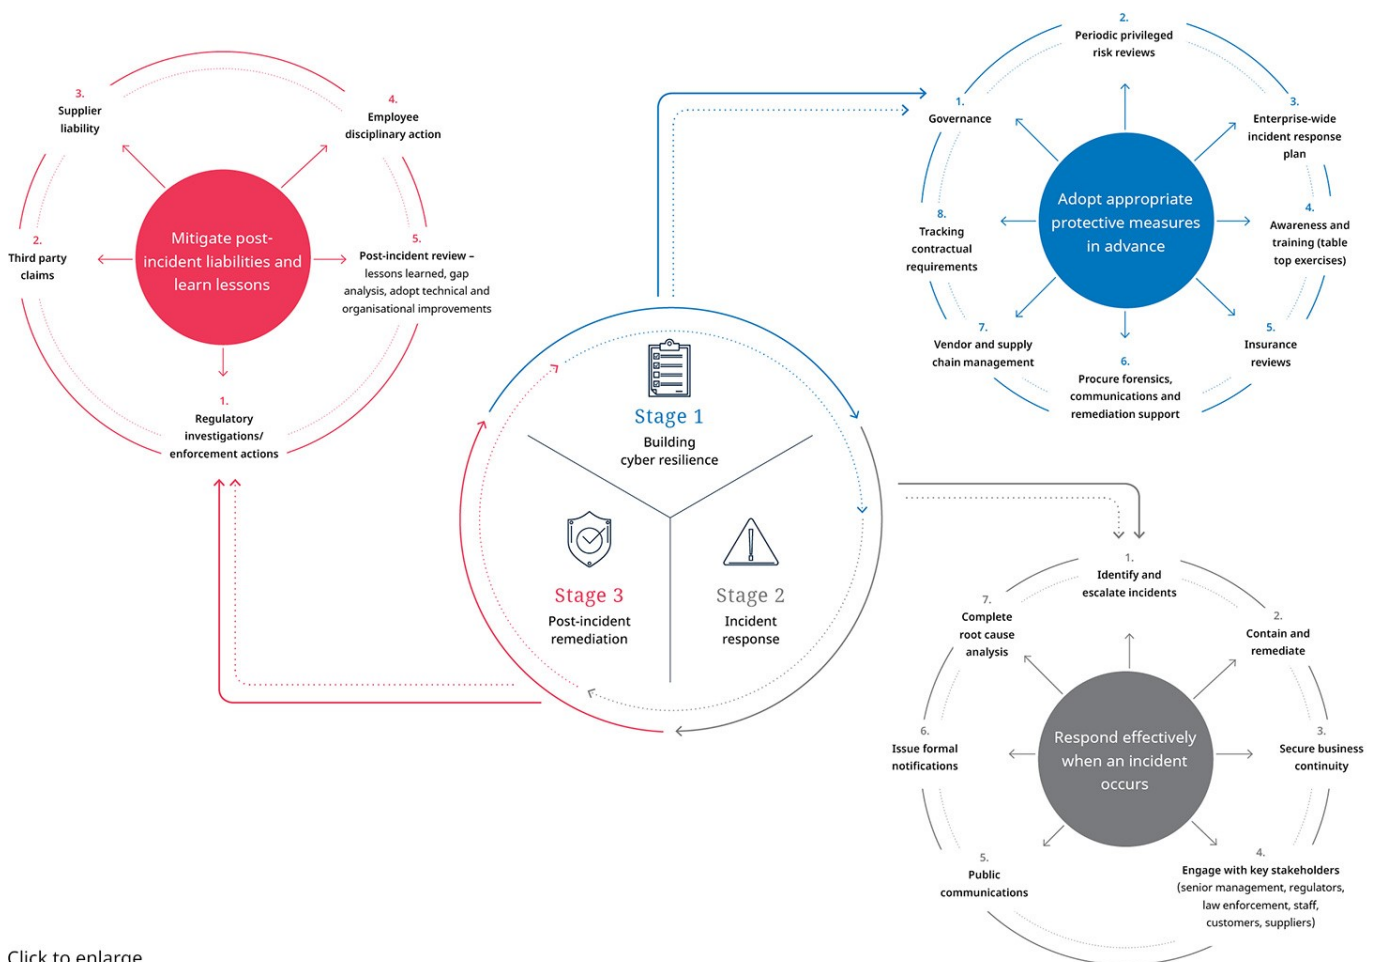 3.
Supplier
liability
4.
Employee
disciplinary action
Mitigate post-
incident liabilities and
learn lessons
2.
Third party
claims
5.
Post-incident review –
lessons learned, gap
analysis, adopt technical and
organisational improvements
1.
Regulatory
investigations/
enforcement actions
Stage 1
Building
cyber resilience
Stage 3
Post-incident
remediation
Stage 2
Incident
response
2.
Periodic privileged
risk reviews
1.
Governance
3.
Enterprise-wide
incident response
plan
Adopt appropriate
protective measures
in advance
8.
Tracking
contractual
requirements
4.
Awareness and
training (table
top exercises)
7.
Vendor and supply
chain management
5.
Insurance
reviews
6.
Procure forensics,
communications and
remediation support
1.
Identify and
escalate incidents
7.
Complete
root cause
analysis
2.
Contain and
remediate
Respond effectively
when an incident
occurs
6.
Issue formal
notifications
3.
Secure business
continuity
5.
Public
communications
4.
Engage with key stakeholders
(senior management, regulators,
law enforcement, staff,
customers, suppliers)
Click to enlarge